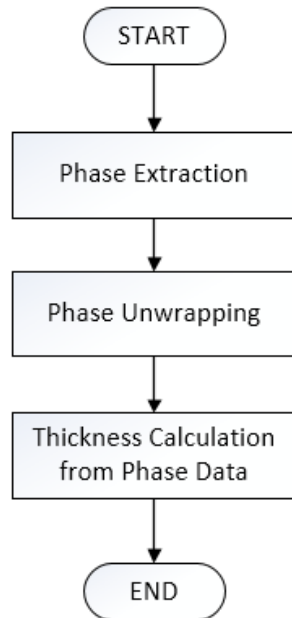 START
Phase Extraction
Phase Unwrapping
Thickness Calculation
from Phase Data
END